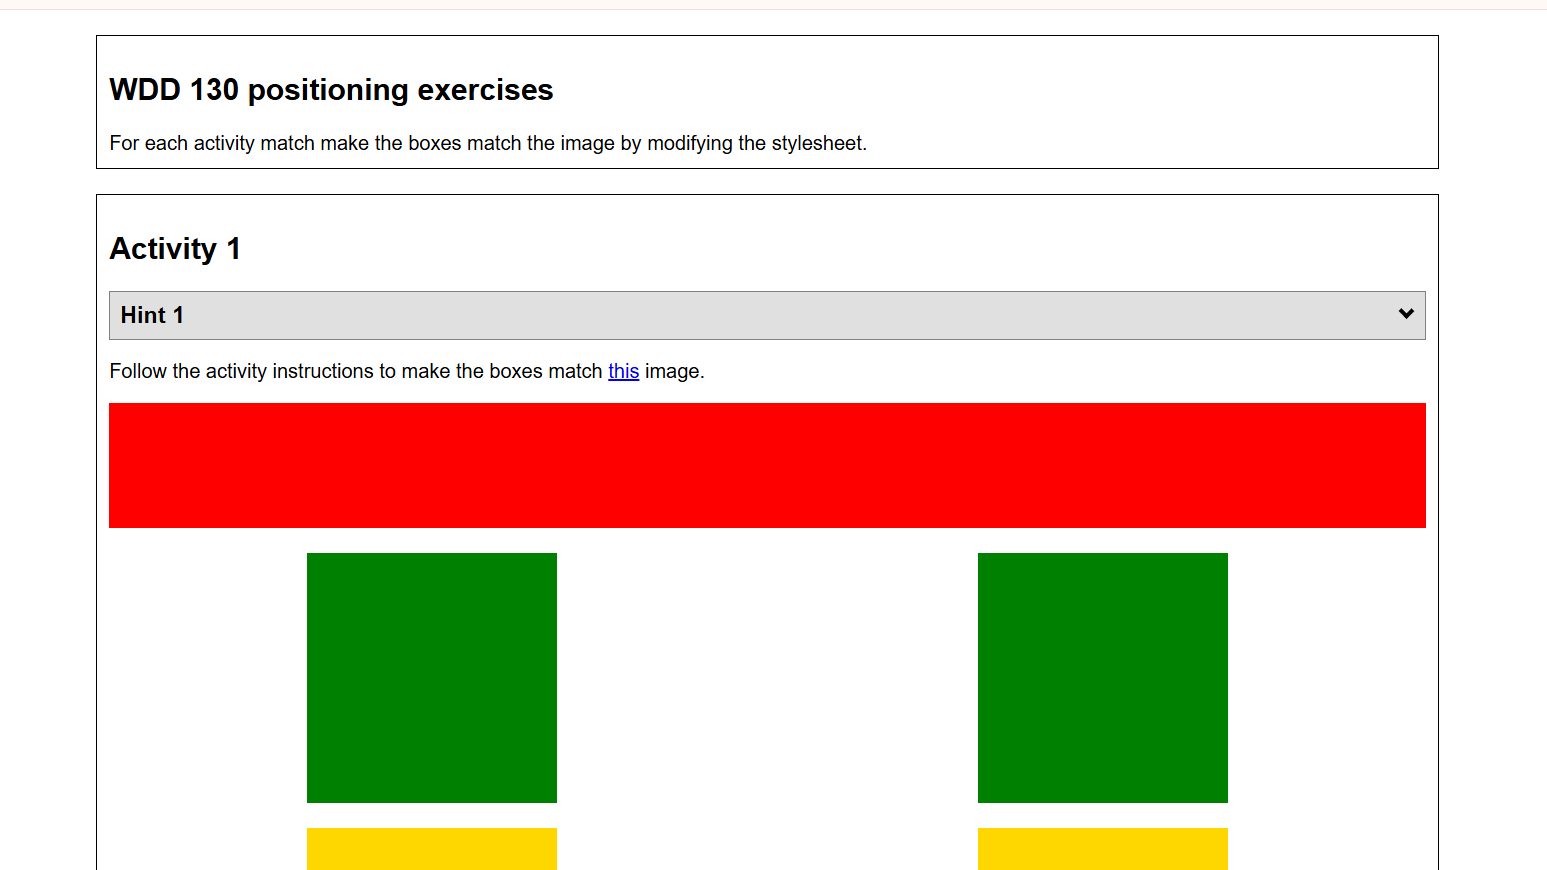 WDD 130 positioning exercises
For each activity match make the boxes match the image by modifying the stylesheet.
Activity 1
Hint 1
Follow the activity instructions to make the boxes match this image.